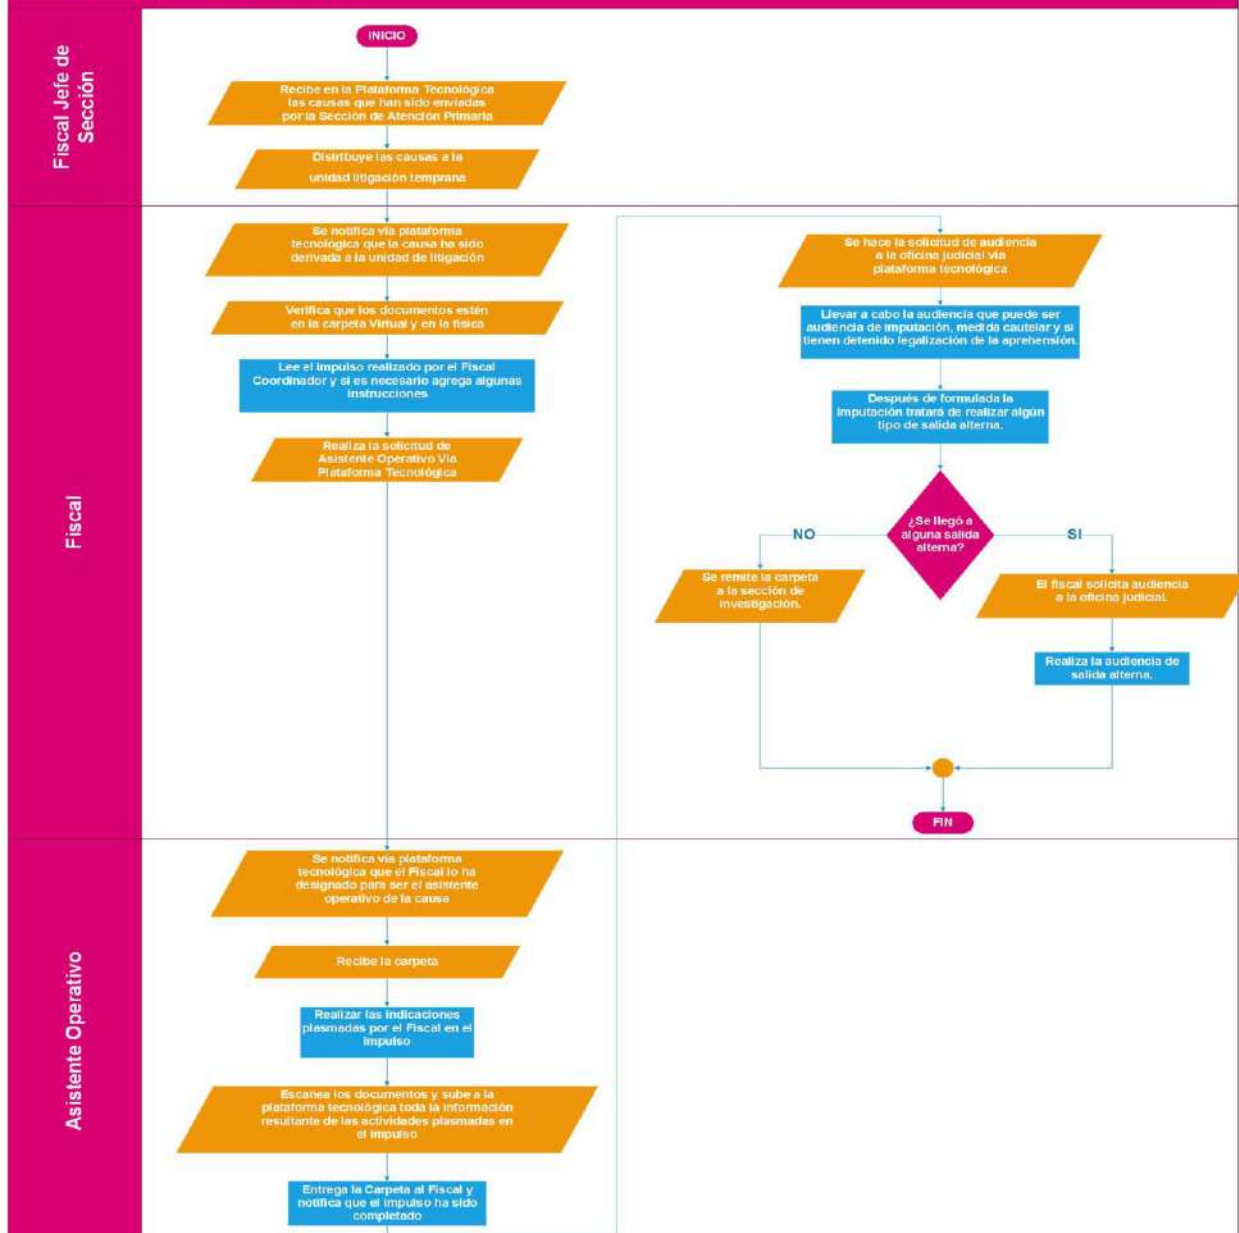 Fiscal Jefe de
Sección
INICIO
Recibe en la Plataforma Tecnológica
las causas que han sido enviadas
por la Sección de Atención Primaria
Distribuye las causas a la
unidad litigación temprana
Fiscal
Se notifica vía plataforma
tecnológica que la causa ha sido
derivada a la unidad de litigación
Verifica que los documentos estén
en la carpeta Virtual y en la física
Lee el impulso realizado por el Fiscal
Coordinador y si es necesario agrega algunas
instrucciones
Realiza la solicitud de
Asistente Operativo Vía
Plataforma Tecnológica
Se hace la solicitud de audiencia
a la oficina judicial vía
plataforma tecnológica
Llevar a cabo la audiencia que puede ser
audiencia de imputación, medida cautelar y si
tienen detenido legalización de la aprehensión.
Después de formulada la
imputación tratará de realizar algún
tipo de salida alterna.
¿Se llegó a
alguna salida
alterna?
NO
SI
Se remite la carpeta
a la sección de
investigación.
El fiscal solicita audiencia
a la oficina judicial.
Realiza la audiencia de
salida alterna.
FIN
Asistente Operativo
Se notifica vía plataforma
tecnológica que el Fiscal lo ha
designado para ser el asistente
operativo de la causa
Recibe la carpeta
Realizar las indicaciones
plasmadas por el Fiscal en el
impulso
Escanea los documentos y sube a la
plataforma tecnológica toda la información
resultante de las actividades plasmadas en
el impulso
Entrega la Carpeta al Fiscal y
notifica que el impulso ha sido
completado